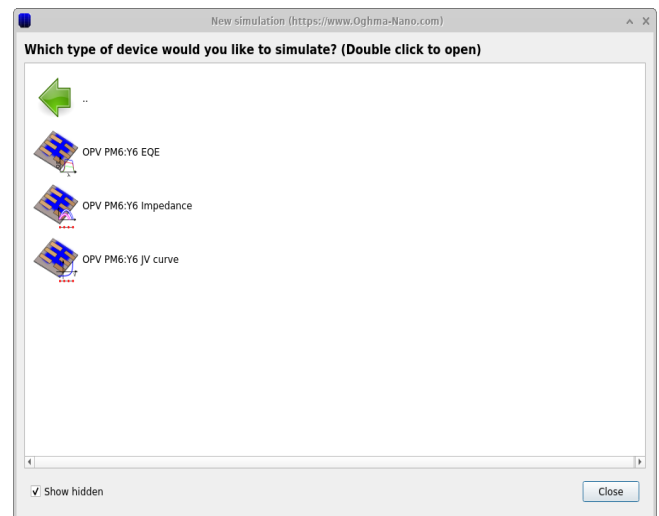 New simulation (https://www.Oghma-Nano.com)
Which type of device would you like to simulate? (Double click to open)
..
OPV PM6:Y6 EQE
OPV PM6:Y6 Impedance
OPV PM6:Y6 JV curve
Show hidden
Close